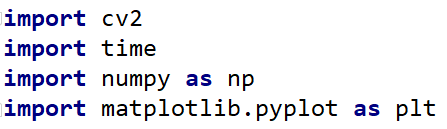 import cv2
import time
import numpy as np
import matplotlib.pyplot as plt